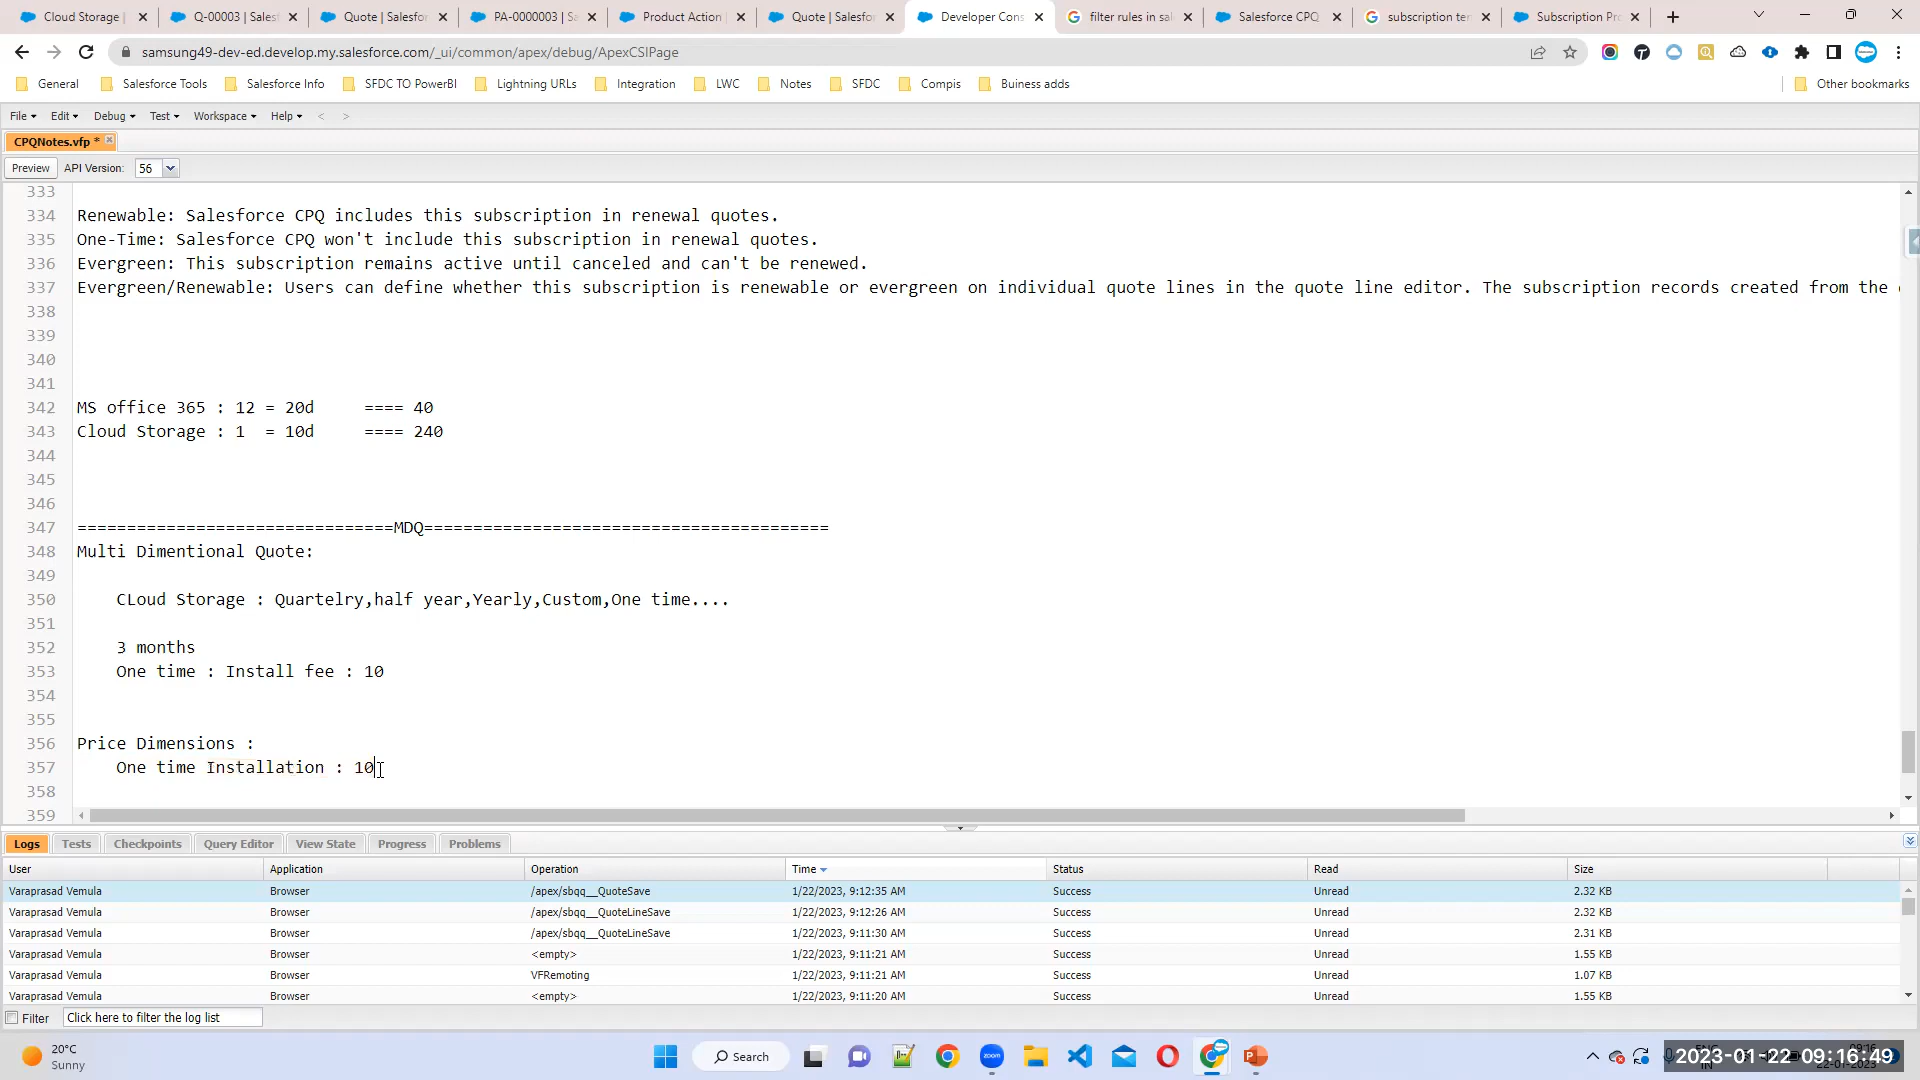 Cloud Storage |
Q-00003 | Sales
Quote | Salesfor
PA-0000003 | Sa
Product Action
Quote | Salesfo
Developer Cons
filter rules in sal
Salesforce CPQ
subscription ter
Subscription Pr
samsung49-dev-ed.develop.my.salesforce.com/_ui/common/apex/debug/ApexCSIPage
General
Salesforce Tools
Salesforce Info
SFDC TO PowerBI
Lightning URLs
Integration
LWC
Notes
SFDC
Compis
Buiness adds
Other bookmarks
File
Edit
Debug
Test
Workspace
Help
<
>
CPQNotes.vfp *
Preview
API Version:
56
333
334 Renewable: Salesforce CPQ includes this subscription in renewal quotes.
335 One-Time: Salesforce CPQ won't include this subscription in renewal quotes.
336 Evergreen: This subscription remains active until canceled and can't be renewed.
337 Evergreen/Renewable: Users can define whether this subscription is renewable or evergreen on individual quote lines in the quote line editor. The subscription records created from the
338
339
340
341
342 MS office 365 : 12 = 20d ==== 40
343 Cloud Storage : 1 = 10d ==== 240
344
345
346
347 ================================MDQ=========================================
348 Multi Dimentional Quote:
349
350 CLoud Storage : Quartelry,half year,Yearly,Custom,One time....
351
352 3 months
353 One time : Install fee : 10
354
355
356 Price Dimensions :
357 One time Installation : 10
358
359
Logs
Tests
Checkpoints
Query Editor
View State
Progress
Problems
User Application Operation Time Status Read Size
Varaprasad Vemula Browser /apex/sbqq__QuoteSave 1/22/2023, 9:12:35 AM Success Unread 2.32 KB
Varaprasad Vemula Browser /apex/sbqq__QuoteLineSave 1/22/2023, 9:12:26 AM Success Unread 2.32 KB
Varaprasad Vemula Browser /apex/sbqq__QuoteLineSave 1/22/2023, 9:11:30 AM Success Unread 2.31 KB
Varaprasad Vemula Browser <empty> 1/22/2023, 9:11:21 AM Success Unread 1.55 KB
Varaprasad Vemula Browser VFRemoting 1/22/2023, 9:11:21 AM Success Unread 1.07 KB
Varaprasad Vemula Browser <empty> 1/22/2023, 9:11:20 AM Success Unread 1.55 KB
Filter
Click here to filter the log list
20°C
Sunny
Search
zoom
2023-01-22 09:16:49